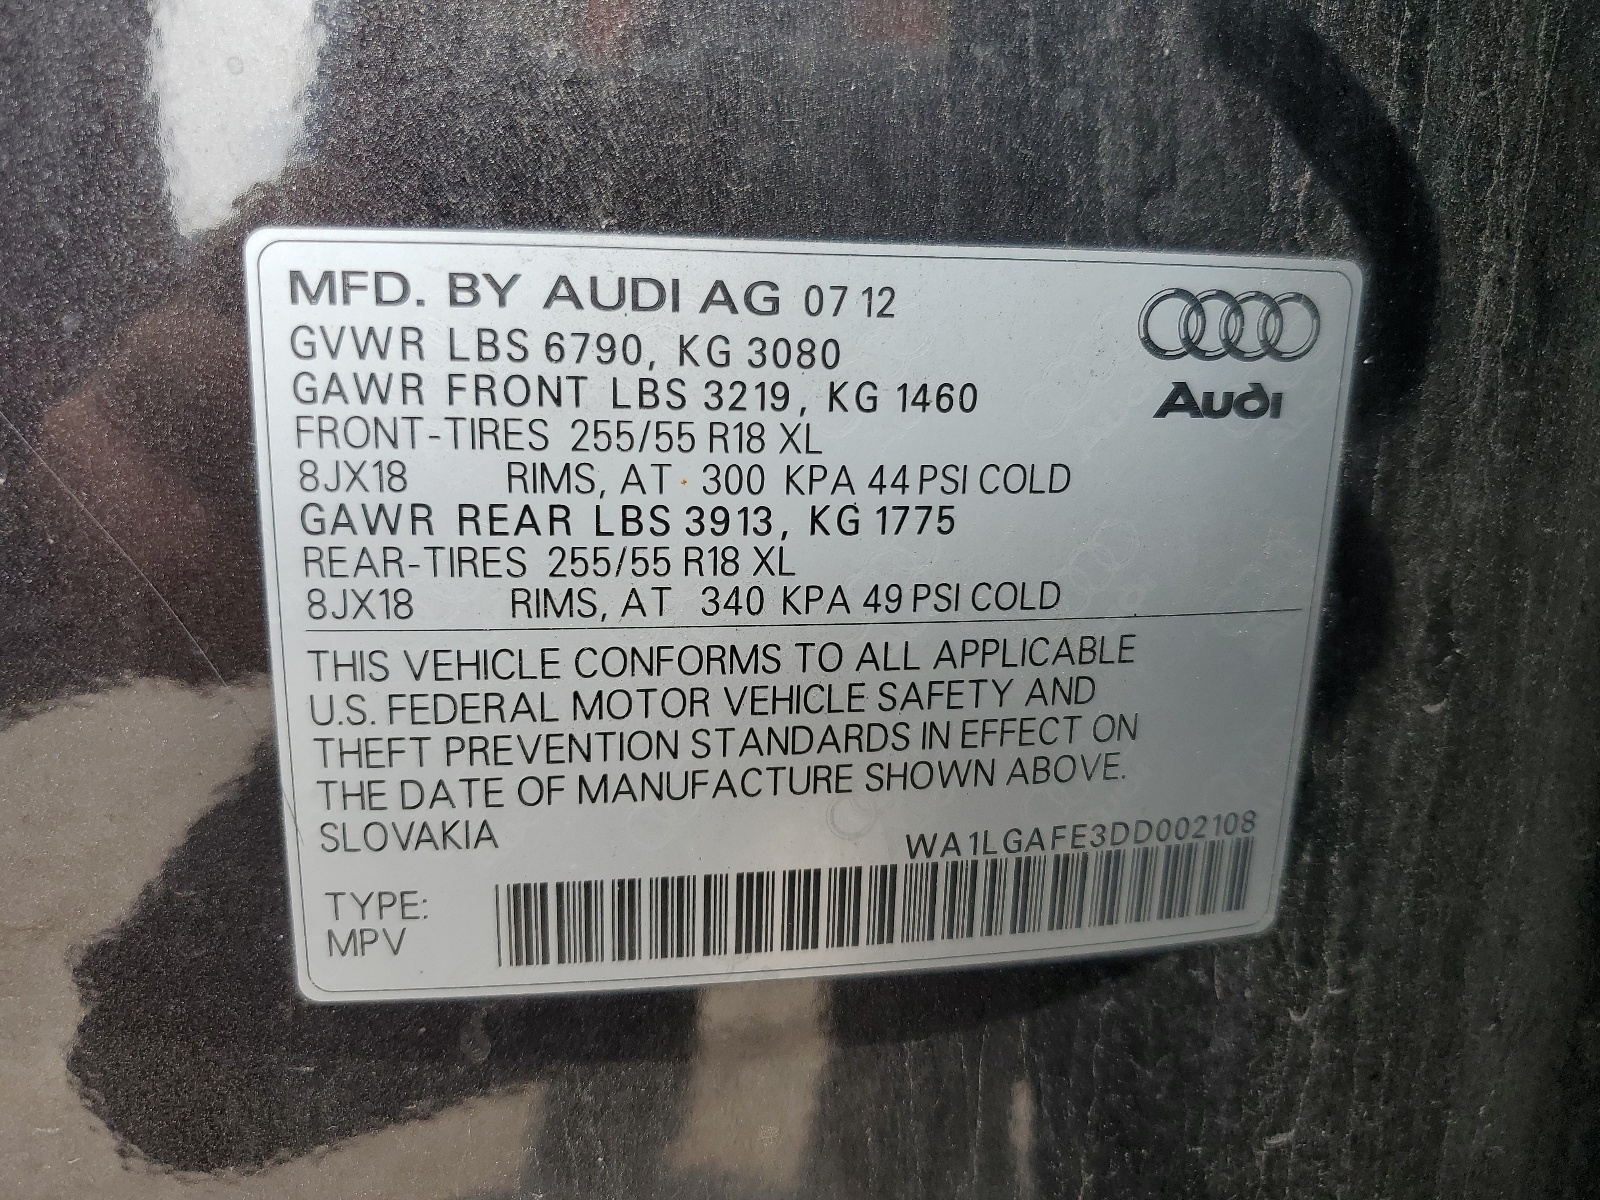 MFD. BY AUDI AG 07 12
GVWR LBS 6790, KG 3080
GAWR FRONT LBS 3219, KG 1460
FRONT-TIRES 255/55 R18 XL
8JX18 RIMS, AT 300 KPA 44 PSI COLD
GAWR REAR LBS 3913, KG 1775
REAR-TIRES 255/55 R18 XL
8JX18 RIMS, AT 340 KPA 49 PSI COLD
Audi
THIS VEHICLE CONFORMS TO ALL APPLICABLE
U.S. FEDERAL MOTOR VEHICLE SAFETY AND
THEFT PREVENTION STANDARDS IN EFFECT ON
THE DATE OF MANUFACTURE SHOWN ABOVE.
SLOVAKIA
WA1LGAFE3DD002108
TYPE:
MPV